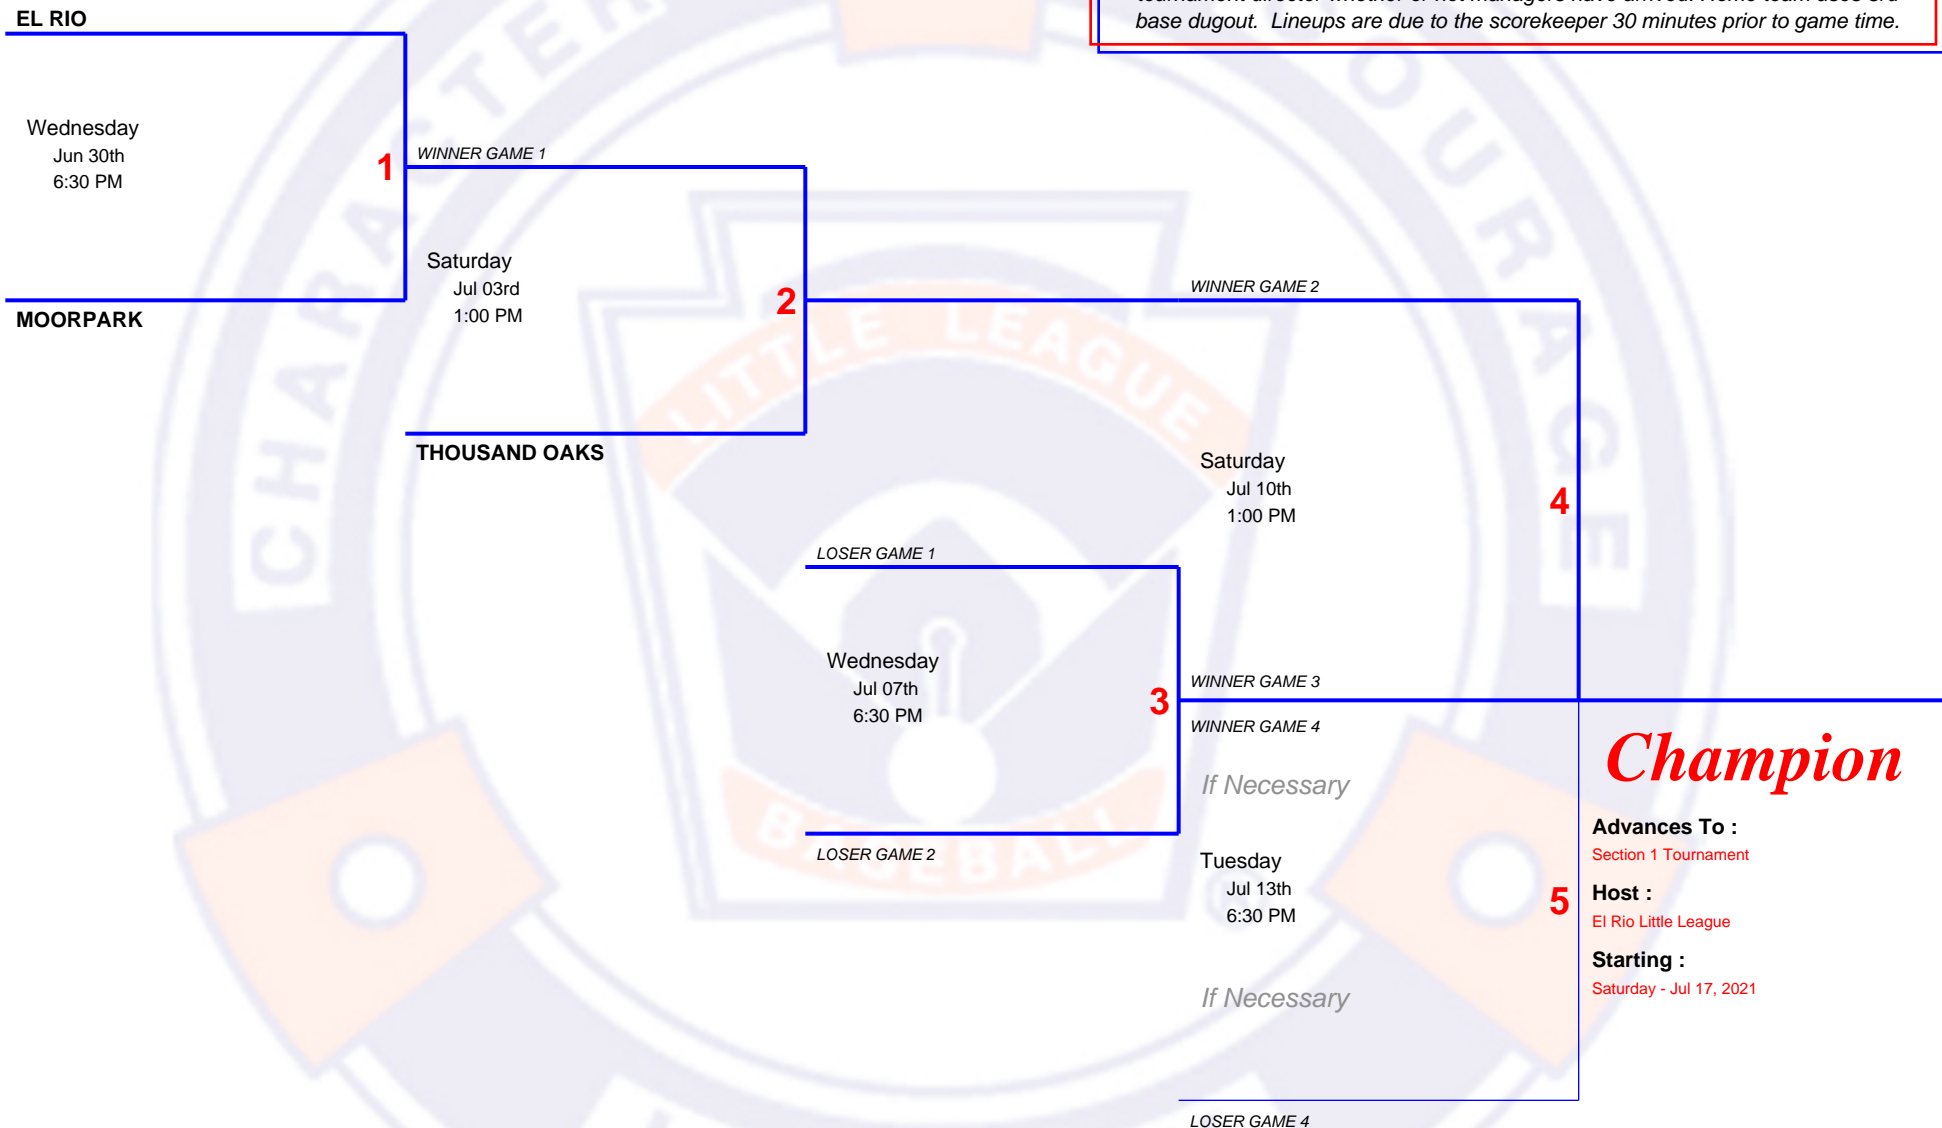 EL RIO
base dugout.  Lineups are due to the scorekeeper 30 minutes prior to game time.
Wednesday
Jun 30th
6:30 PM
1
WINNER GAME 1
Saturday
Jul 03rd
1:00 PM
2
WINNER GAME 2
MOORPARK
THOUSAND OAKS
Saturday
Jul 10th
1:00 PM
4
LOSER GAME 1
Wednesday
Jul 07th
6:30 PM
3
WINNER GAME 3
WINNER GAME 4
If Necessary
Champion
LOSER GAME 2
Tuesday
Jul 13th
6:30 PM
5
If Necessary
Advances To :
Section 1 Tournament
Host :
El Rio Little League
Starting :
Saturday - Jul 17, 2021
LOSER GAME 4
CHARACTER
COURAGE
LITTLE LEAGUE
BASEBALL
®